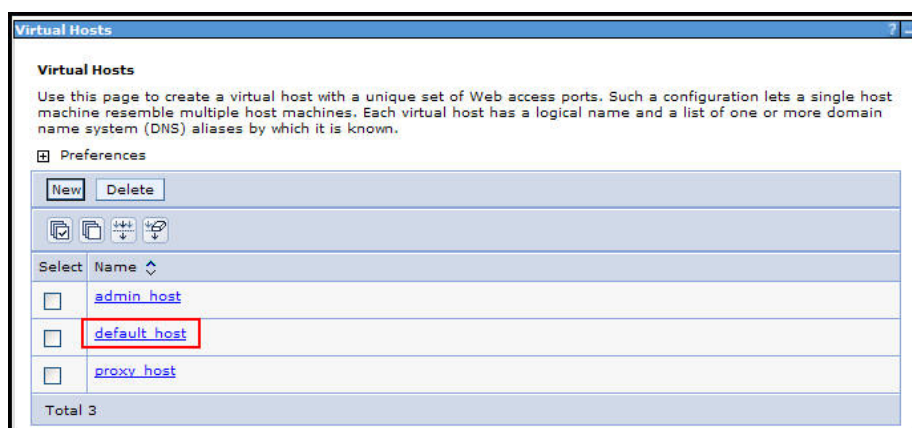 Virtual Hosts
?
Virtual Hosts
Use this page to create a virtual host with a unique set of Web access ports. Such a configuration lets a single host
machine resemble multiple host machines. Each virtual host has a logical name and a list of one or more domain
name system (DNS) aliases by which it is known.
Preferences
New Delete
Select Name
admin_host
default_host
proxy_host
Total 3